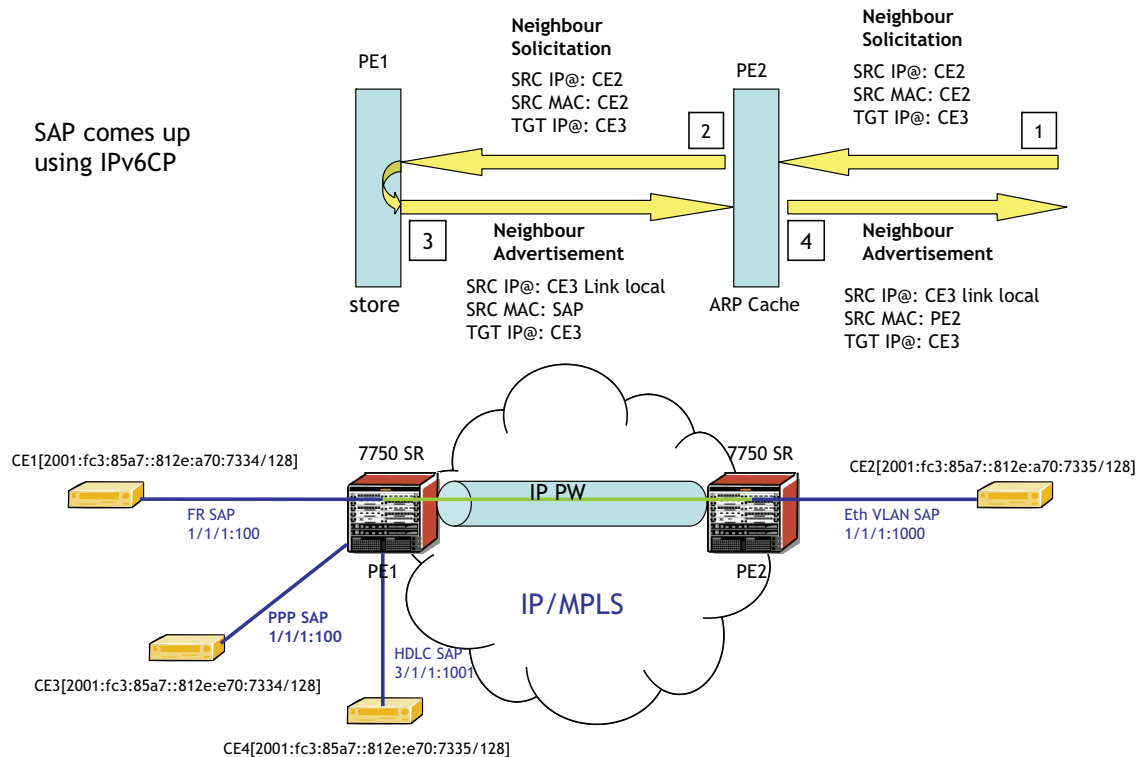 SAP comes up
using IPv6CP
PE1
store
Neighbour
Solicitation
SRC IP@: CE2
SRC MAC: CE2
TGT IP@: CE3
2
PE2
ARP Cache
Neighbour
Solicitation
SRC IP@: CE2
SRC MAC: CE2
TGT IP@: CE3
1
3
Neighbour
Advertisement
SRC IP@: CE3 Link local
SRC MAC: SAP
TGT IP@: CE3
4
Neighbour
Advertisement
SRC IP@: CE3 link local
SRC MAC: PE2
TGT IP@: CE3
CE1[2001:fc3:85a7::812e:a70:7334/128]
FR SAP
1/1/1:100
7750 SR
PE1
IP PW
7750 SR
PE2
CE2[2001:fc3:85a7::812e:a70:7335/128]
Eth VLAN SAP
1/1/1:1000
IP/MPLS
PPP SAP
1/1/1:100
HDLC SAP
3/1/1:1001
CE3[2001:fc3:85a7::812e:e70:7334/128]
CE4[2001:fc3:85a7::812e:e70:7335/128]